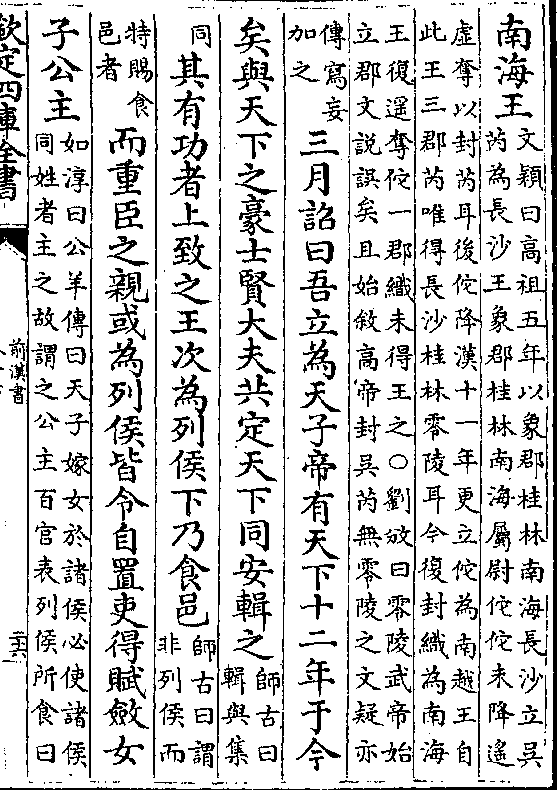 南海王文穎曰高祖五年以象郡桂林南海長沙立吳
芮為長沙王象郡桂林南海屬尉佗佗未降遙
虛奪以封芮耳後佗降漢十一年更立佗為南越王自
此王三郡芮唯得長沙桂林零陵耳今復封織為南海
王復遥奪佗一郡織未得王之○劉攽曰零陵武帝始
立郡文説誤矣且始敘高帝封吳芮無零陵之文疑亦
傳寫妄
加之
三月詔曰吾立為天子帝有天下十二年于今
矣與天下之豪士賢大夫共定天下同安輯之師古曰
輯與集
同
其有功者上致之王次為列侯下乃食邑師古曰謂
非列侯而
特賜食
邑者
而重臣之親或為列侯皆令自置吏得賦斂女
子公主如淳曰公羊傳曰天子嫁女於諸侯必使諸侯
同姓者主之故謂之公主百官表列侯所食曰
欽定四庫全書
前漢書